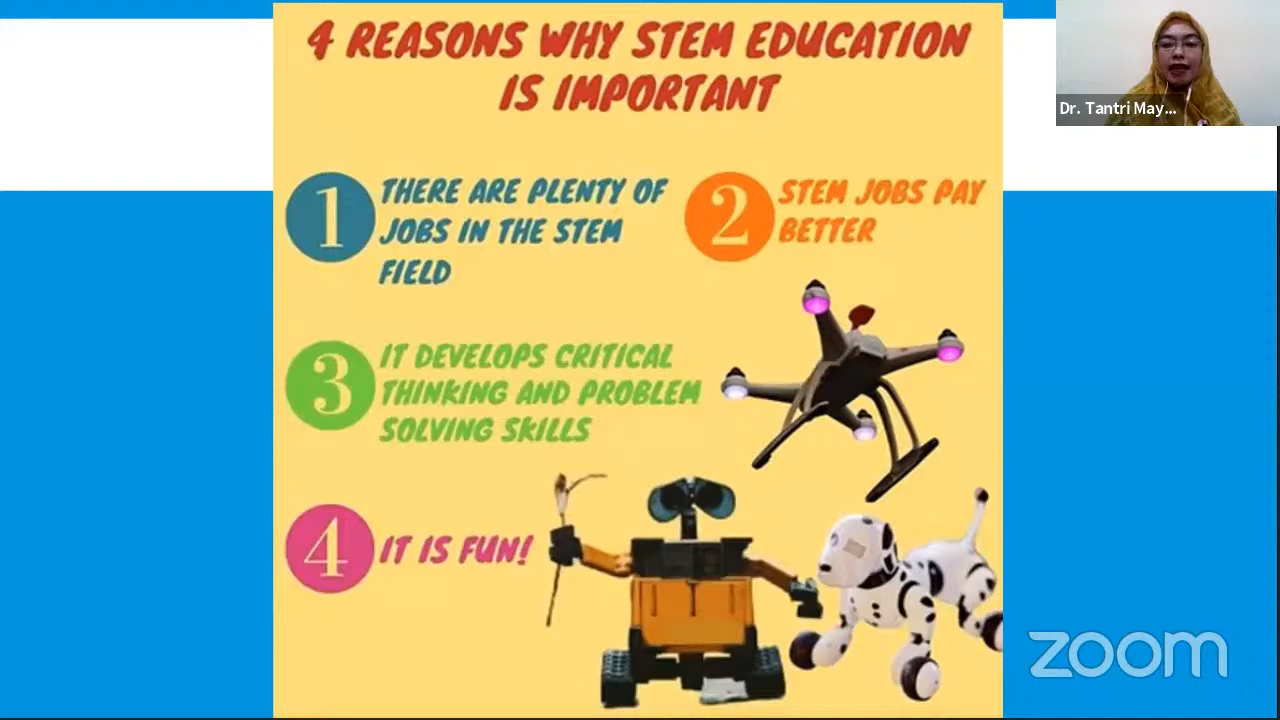 4 REASONS WHY STEM EDUCATION
IS IMPORTANT
Dr. Tantri May...
1
THERE ARE PLENTY OF
JOBS IN THE STEM
FIELD
2
STEM JOBS PAY
BETTER
3
IT DEVELOPS CRITICAL
THINKING AND PROBLEM
SOLVING SKILLS
4
IT IS FUN!
zoom